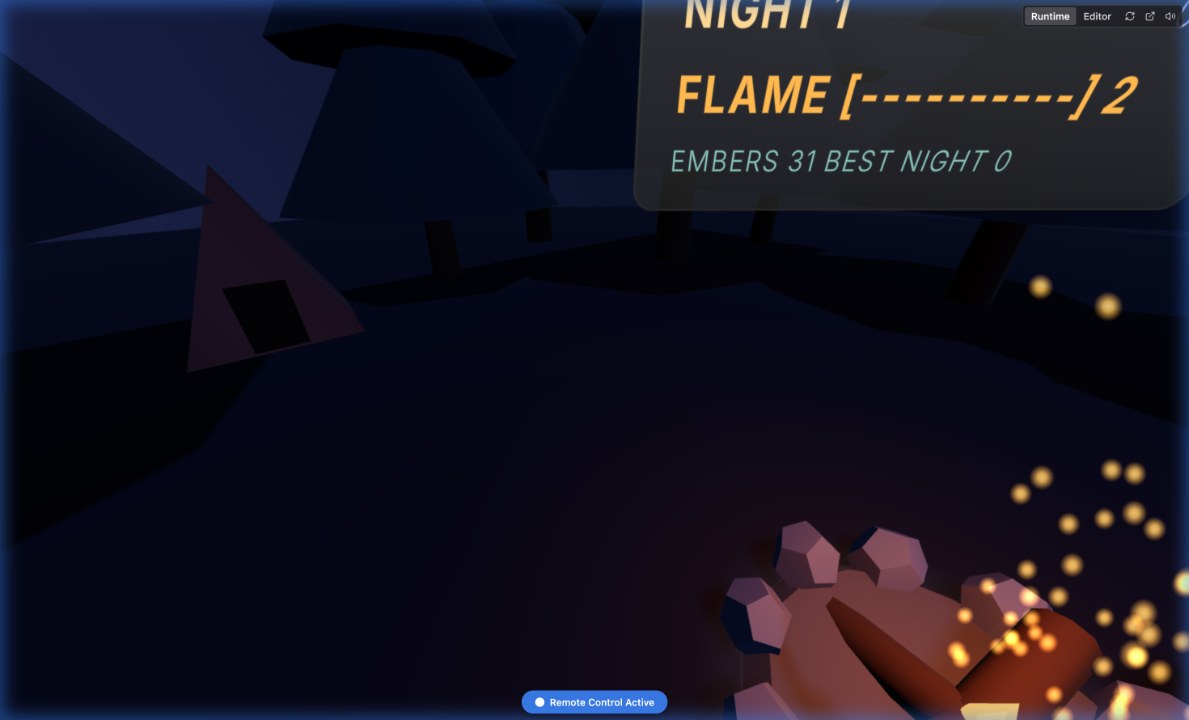 NIGHT 1
Runtime Editor
FLAME [-----------] 2
EMBERS 31 BEST NIGHT 0
Remote Control Active